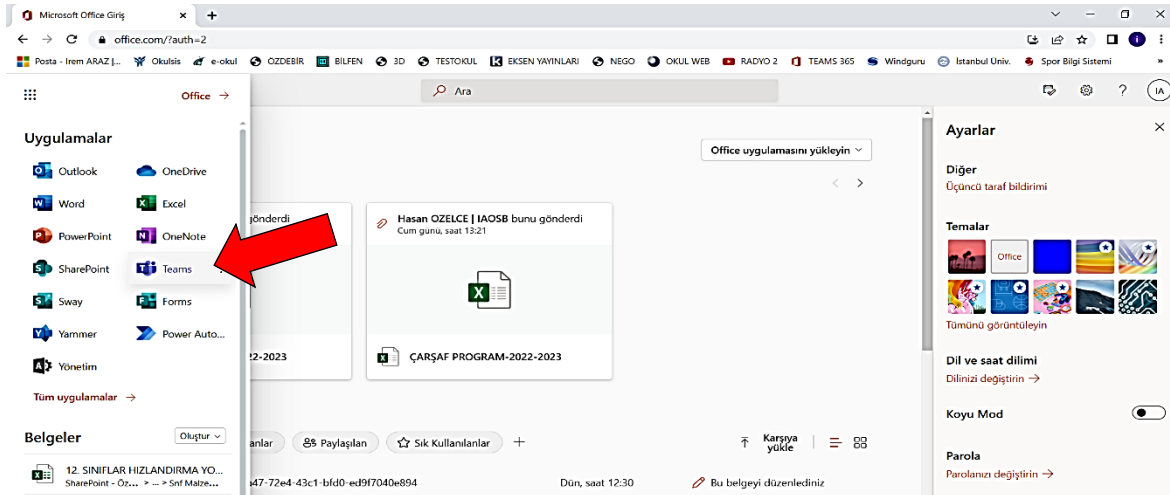 Microsoft Office Giriş
office.com/?auth=2
Posta - Irem ARAZ |... Okulsis e-okul ÖZDEBİR BILFEN 3D TESTOKUL EKSEN YAYINLARI NEGO OKUL WEB RADYO 2 TEAMS 365 Windguru İstanbul Üniv. Spor Bilgi Sistemi »
Office →
Ara
? IA
Uygulamalar
Outlook OneDrive
Word Excel
PowerPoint OneNote
SharePoint Teams
Sway Forms
Yammer Power Auto...
Yönetim
Tüm uygulamalar →
Belgeler
Oluştur
12. SINIFLAR HIZLANDIRMA YO...
SharePoint - Öz... > ... > Snf Malze...
Office uygulamasını yükleyin
gönderdi
Hasan OZELCE | IAOSB bunu gönderdi
Cum günü, saat 13:21
22-2023
ÇARŞAF PROGRAM-2022-2023
anlar Paylaşılan Sık Kullanılanlar +
Karşıya
yükle
47-72e4-43c1-bfd0-ed9f7040e894 Dün, saat 12:30 Bu belgeyi düzenlediniz
Ayarlar
Diğer
Üçüncü taraf bildirimi
Temalar
Office
Tümünü görüntüleyin
Dil ve saat dilimi
Dilinizi değiştirin →
Koyu Mod
Parola
Parolanızı değiştirin →